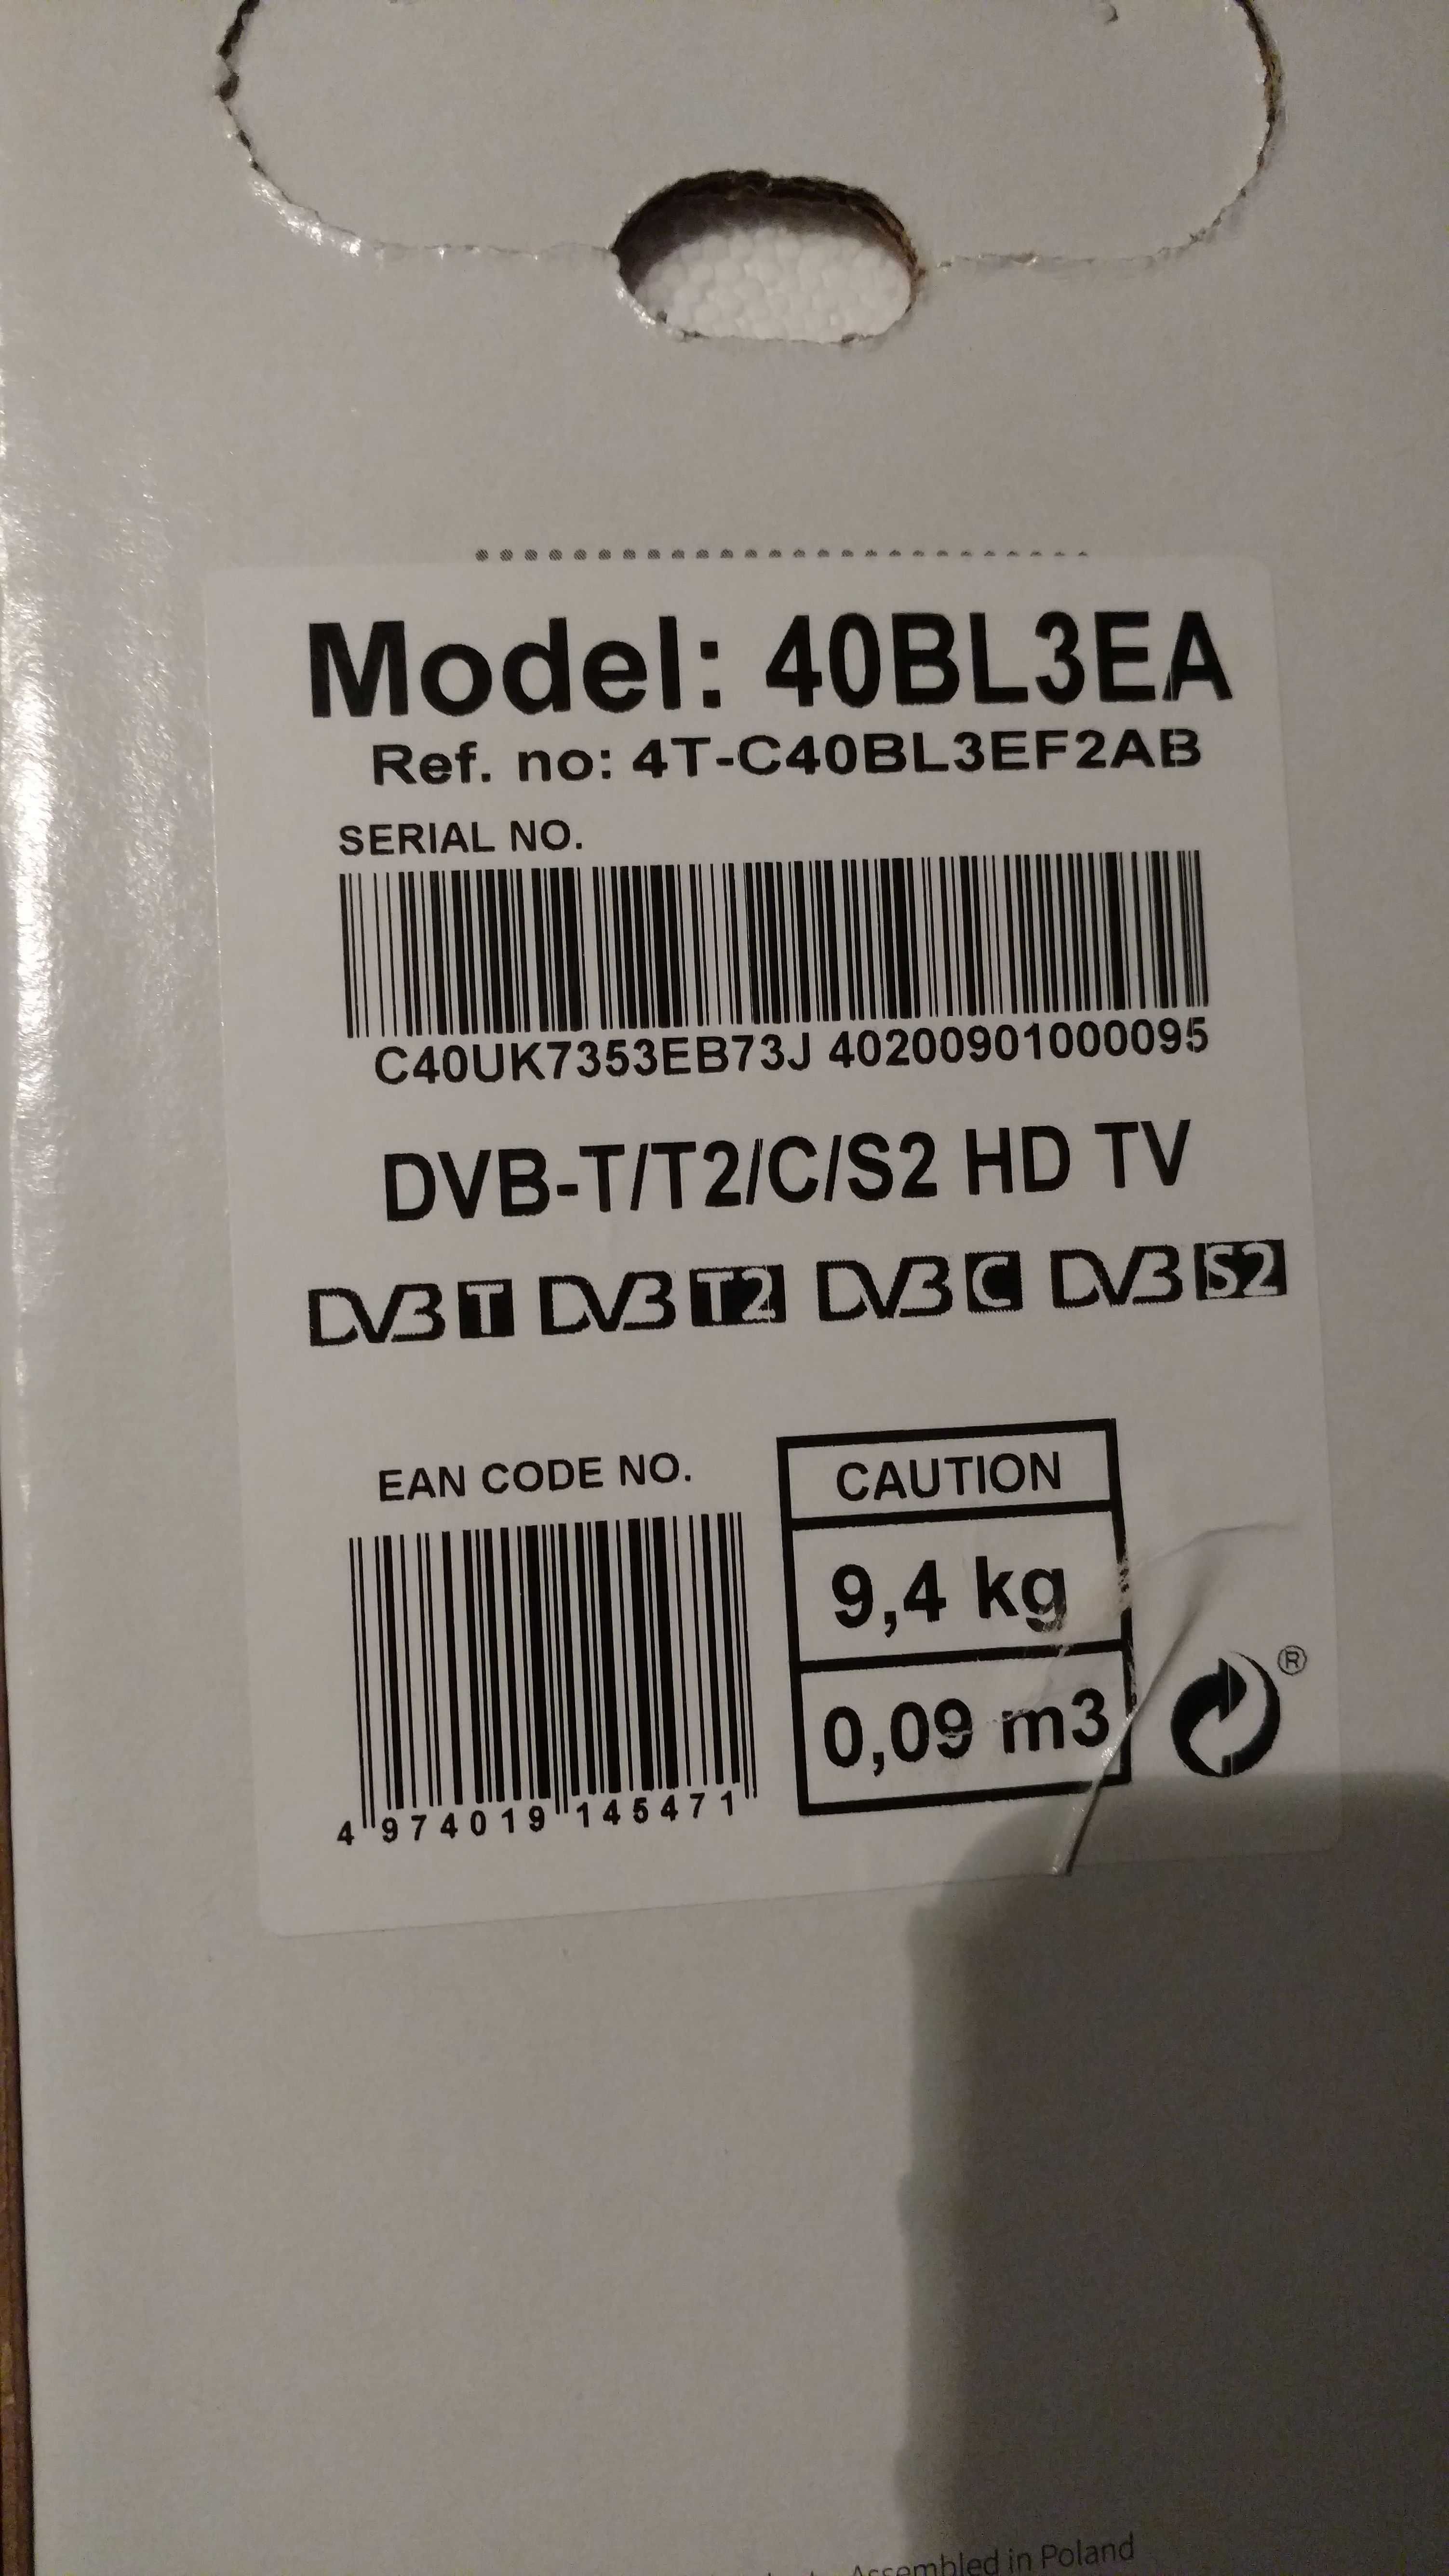 Model: 40BL3EA
Ref. no: 4T-C40BL3EF2AB
SERIAL NO.
C40UK7353EB73J 40200901000095
DVB-T/T2/C/S2 HD TV
DVB T DVB T2 DVB C DVB S2
EAN CODE NO.
4 974019 145471
CAUTION
9,4 kg
0,09 m3
®
Assembled in Poland